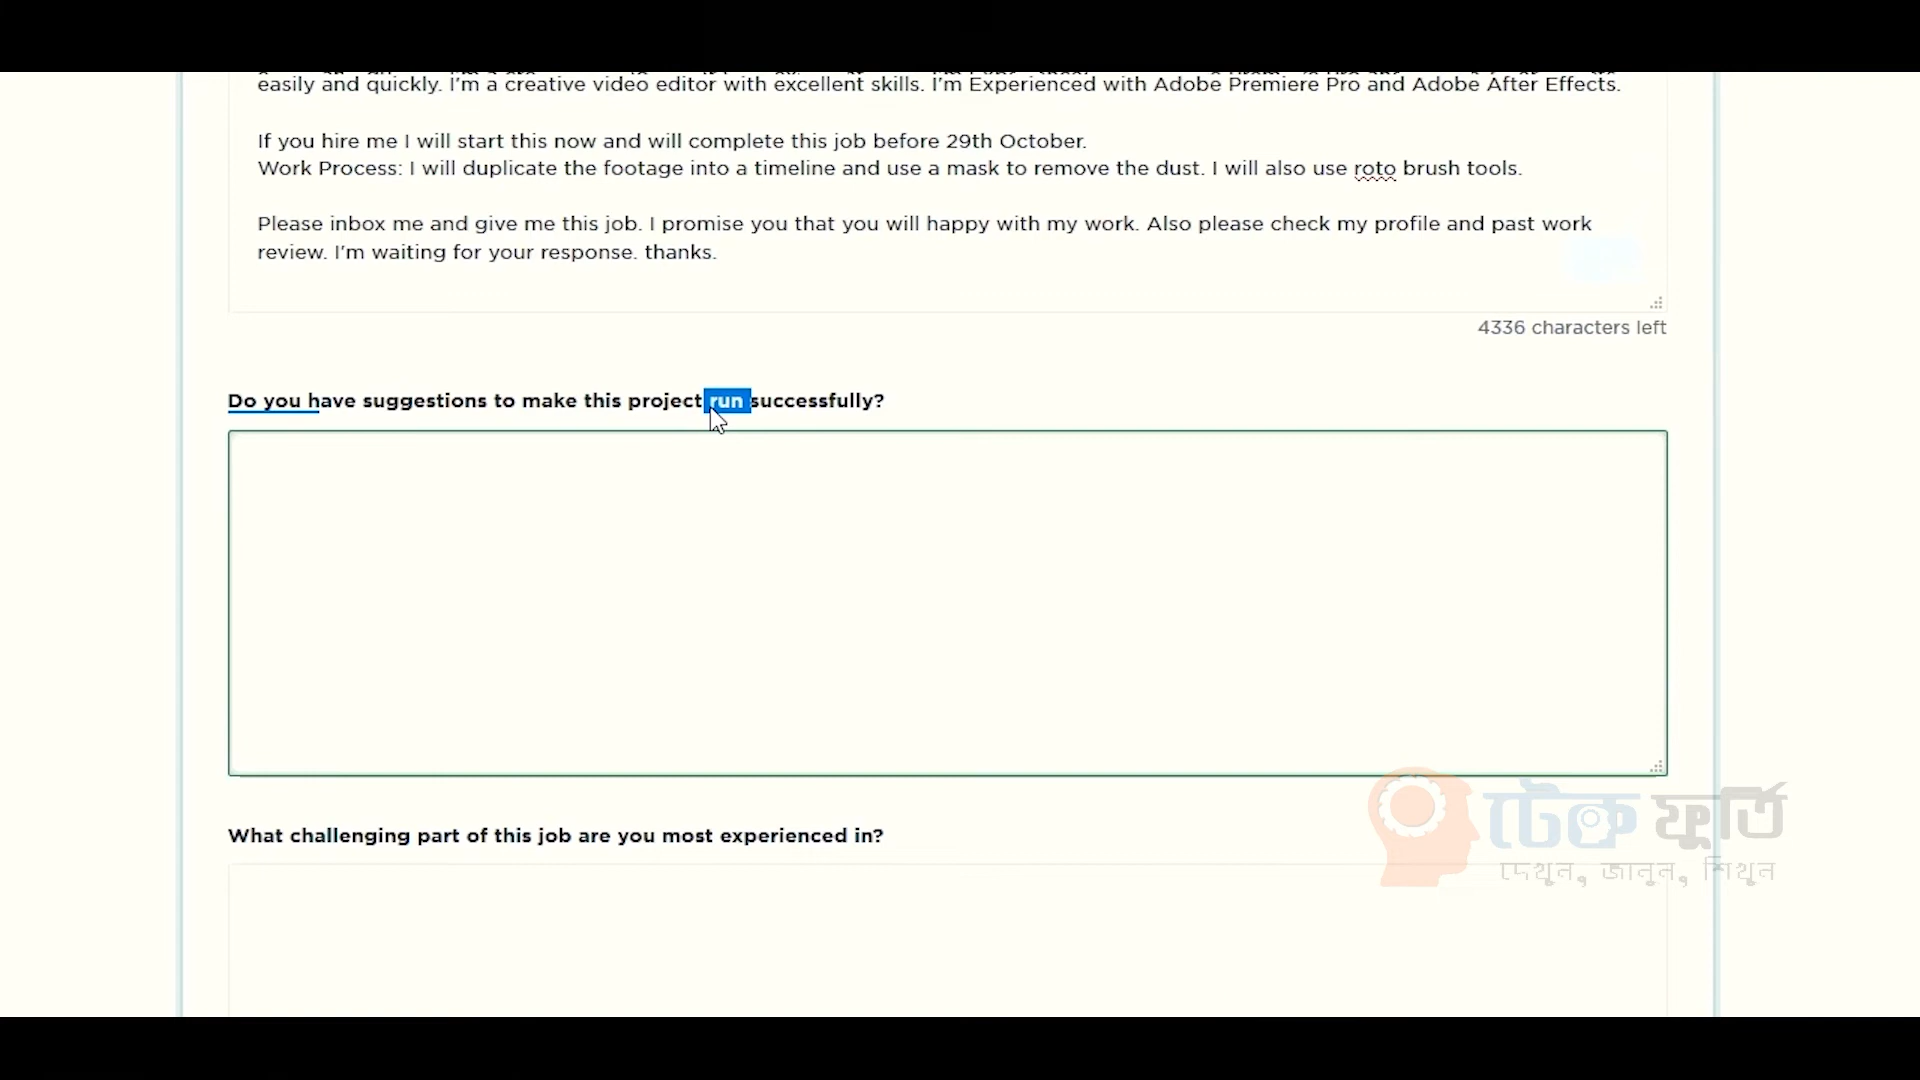 easily and quickly. I'm a creative video editor with excellent skills. I'm Experienced with Adobe Premiere Pro and Adobe After Effects.
If you hire me I will start this now and will complete this job before 29th October.
Work Process: I will duplicate the footage into a timeline and use a mask to remove the dust. I will also use roto brush tools.
Please inbox me and give me this job. I promise you that you will happy with my work. Also please check my profile and past work
review. I'm waiting for your response. thanks.
4336 characters left
Do you have suggestions to make this project run successfully?
What challenging part of this job are you most experienced in?
টেক ফুর্তি
দেখুন, জানুন, শিখুন